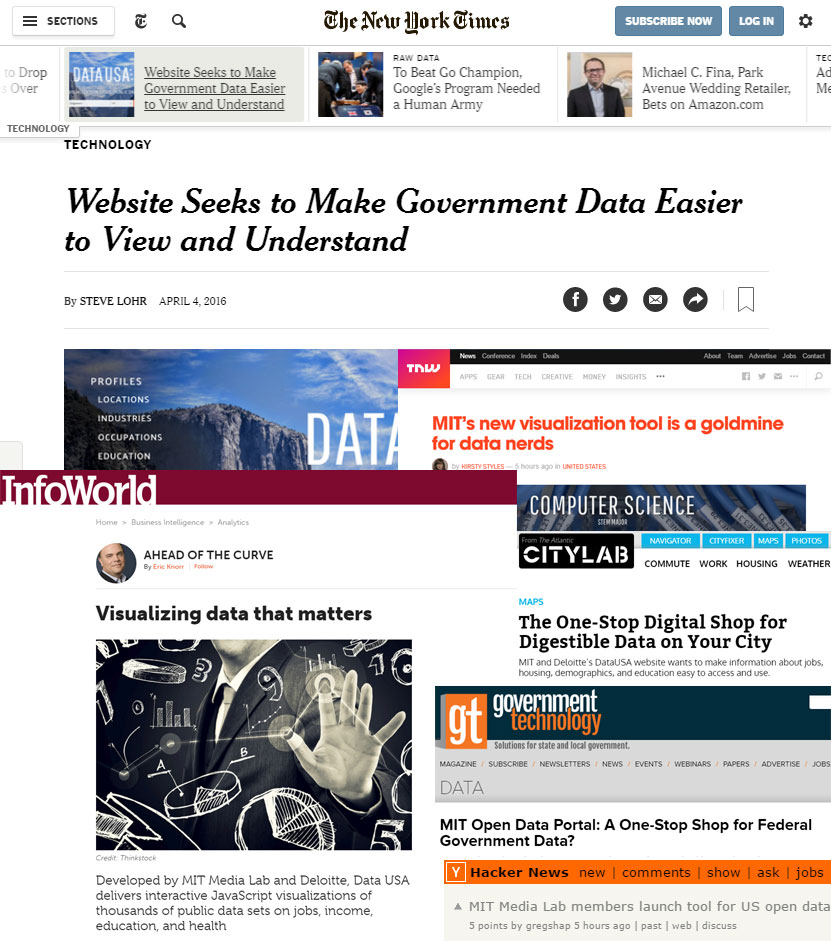 SECTIONS
The New York Times
SUBSCRIBE NOW
LOG IN
to Drop
s Over
DATA USA
Website Seeks to Make
Government Data Easier
to View and Understand
RAW DATA
To Beat Go Champion,
Google's Program Needed
a Human Army
Michael C. Fina, Park
Avenue Wedding Retailer,
Bets on Amazon.com
TEC
Ad
Me
TECHNOLOGY
TECHNOLOGY
Website Seeks to Make Government Data Easier
to View and Understand
By STEVE LOHR APRIL 4, 2016
PROFILES
LOCATIONS
INDUSTRIES
OCCUPATIONS
EDUCATION
DATA
TNW
News Conference Index Deals
About Team Advertise Jobs Contact
APPS GEAR TECH CREATIVE MONEY INSIGHTS •••
MIT's new visualization tool is a goldmine
for data nerds
by KIRSTY STYLES — 5 hours ago in UNITED STATES
COMPUTER SCIENCE
STEM MAJOR
InfoWorld
Home > Business Intelligence > Analytics
AHEAD OF THE CURVE
By Eric Knorr | Follow
Visualizing data that matters
A
B
Credit: Thinkstock
Developed by MIT Media Lab and Deloitte, Data USA
delivers interactive JavaScript visualizations of
thousands of public data sets on jobs, income,
education, and health
From The Atlantic
CITYLAB
NAVIGATOR CITYFIXER MAPS PHOTOS
COMMUTE WORK HOUSING WEATHER
MAPS
The One-Stop Digital Shop for
Digestible Data on Your City
MIT and Deloitte's DataUSA website wants to make information about jobs,
housing, demographics, and education easy to access and use.
gt government
technology
Solutions for state and local government.
MAGAZINE / SUBSCRIBE / NEWSLETTERS / NEWS / EVENTS / WEBINARS / PAPERS / ADVERTISE / JOBS
DATA
MIT Open Data Portal: A One-Stop Shop for Federal
Government Data?
Y Hacker News new | comments | show | ask | jobs
MIT Media Lab members launch tool for US open data
5 points by gregshap 5 hours ago | past | web | discuss